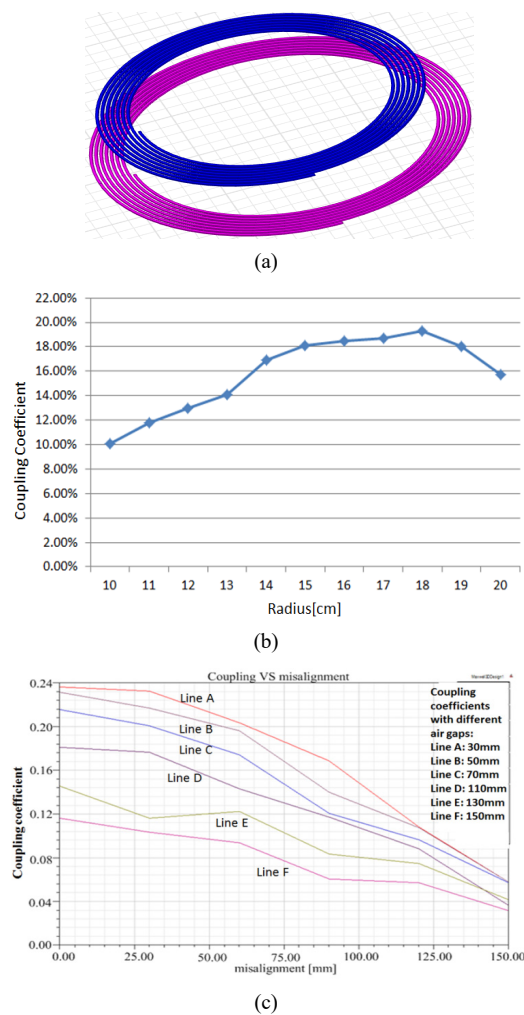 (a)
22.00%
20.00%
18.00%
16.00%
14.00%
12.00%
10.00%
8.00%
6.00%
4.00%
2.00%
0.00%
Coupling Coefficient
10 11 12 13 14 15 16 17 18 19 20
Radius[cm]
(b)
Coupling VS misalignment
0.24
0.20
0.16
0.12
0.08
0.04
0.00
Coupling coefficient
Line A
Line B
Line C
Line D
Line E
Line F
Coupling
coefficients
with different
air gaps:
Line A: 30mm
Line B: 50mm
Line C: 70mm
Line D: 110mm
Line E: 130mm
Line F: 150mm
0.00 25.00 50.00 75.00 100.00 125.00 150.00
misalignment [mm]
(c)